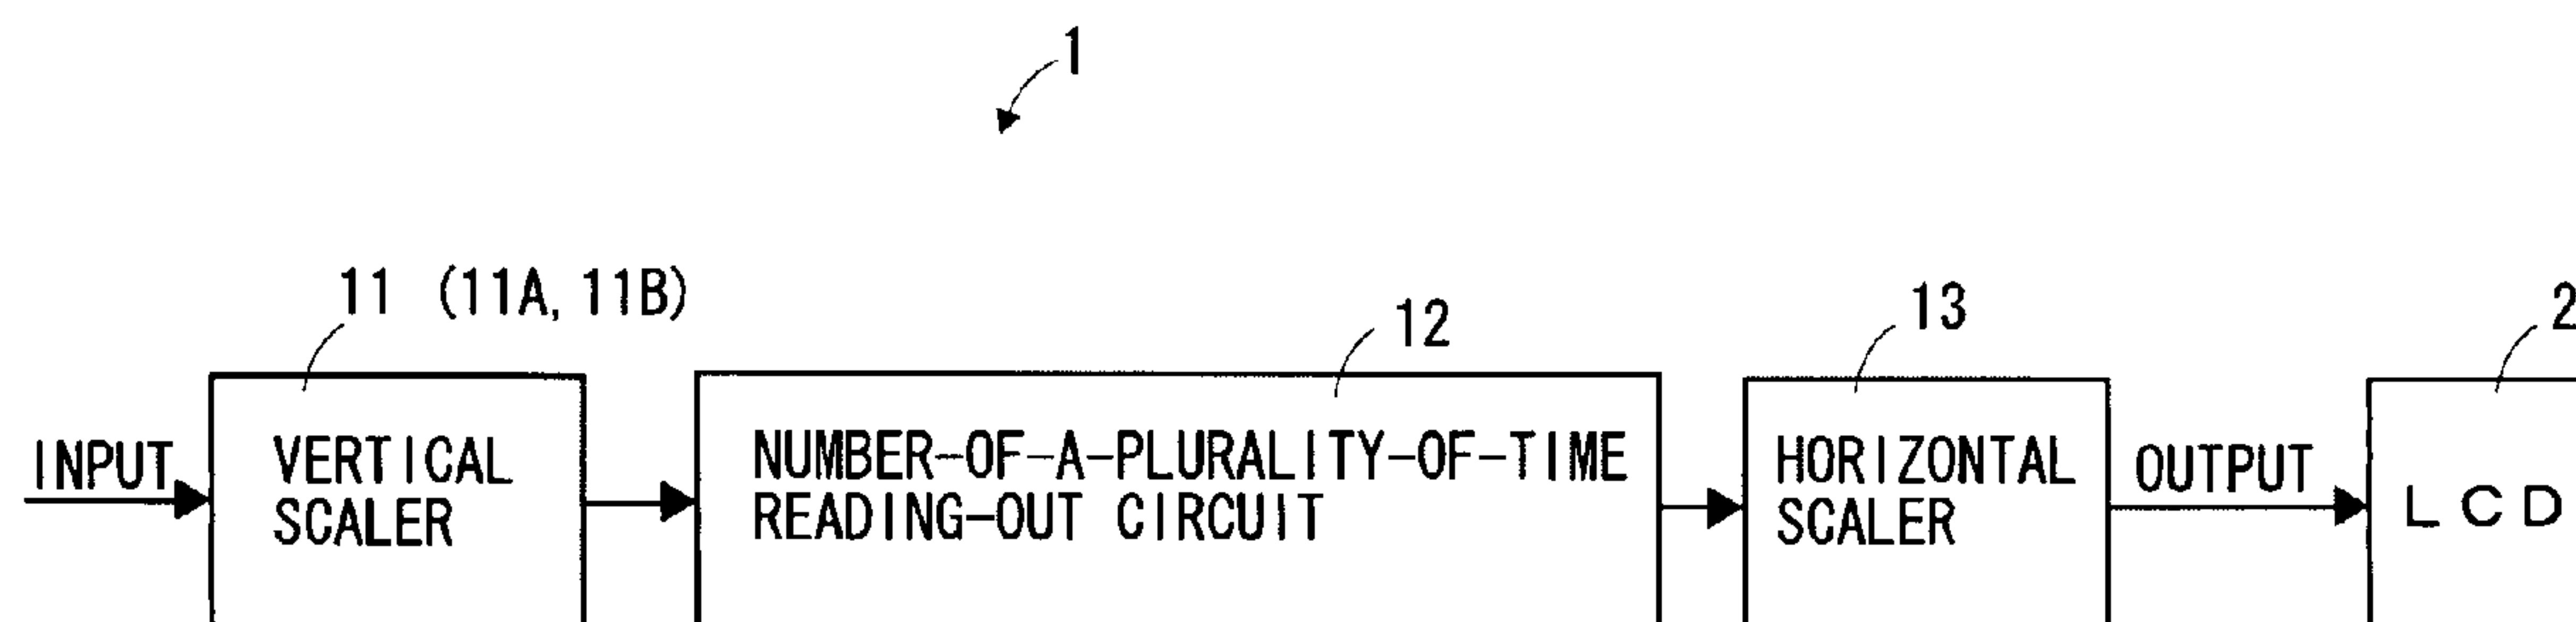 1
11 (11A, 11B)
12
13
2
INPUT
VERTICAL
SCALER
NUMBER-OF-A-PLURALITY-OF-TIME
READING-OUT CIRCUIT
HORIZONTAL
SCALER
OUTPUT
LCD